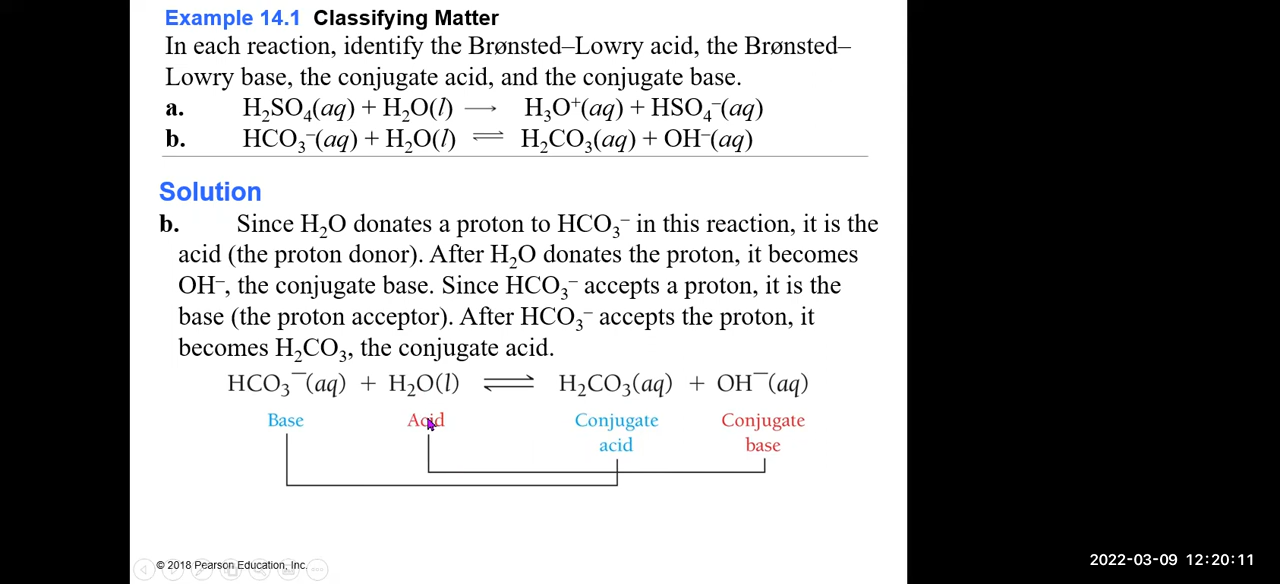 Example 14.1 Classifying Matter
In each reaction, identify the Brønsted–Lowry acid, the Brønsted–
Lowry base, the conjugate acid, and the conjugate base.
a. H₂SO₄(aq) + H₂O(l) ⟶ H₃O⁺(aq) + HSO₄⁻(aq)
b. HCO₃⁻(aq) + H₂O(l) ⇌ H₂CO₃(aq) + OH⁻(aq)
Solution
b. Since H₂O donates a proton to HCO₃⁻ in this reaction, it is the
acid (the proton donor). After H₂O donates the proton, it becomes
OH⁻, the conjugate base. Since HCO₃⁻ accepts a proton, it is the
base (the proton acceptor). After HCO₃⁻ accepts the proton, it
becomes H₂CO₃, the conjugate acid.
HCO₃⁻(aq) + H₂O(l) ⇌ H₂CO₃(aq) + OH⁻(aq)
Base Acid Conjugate acid Conjugate base
© 2018 Pearson Education, Inc.
2022-03-09 12:20:11